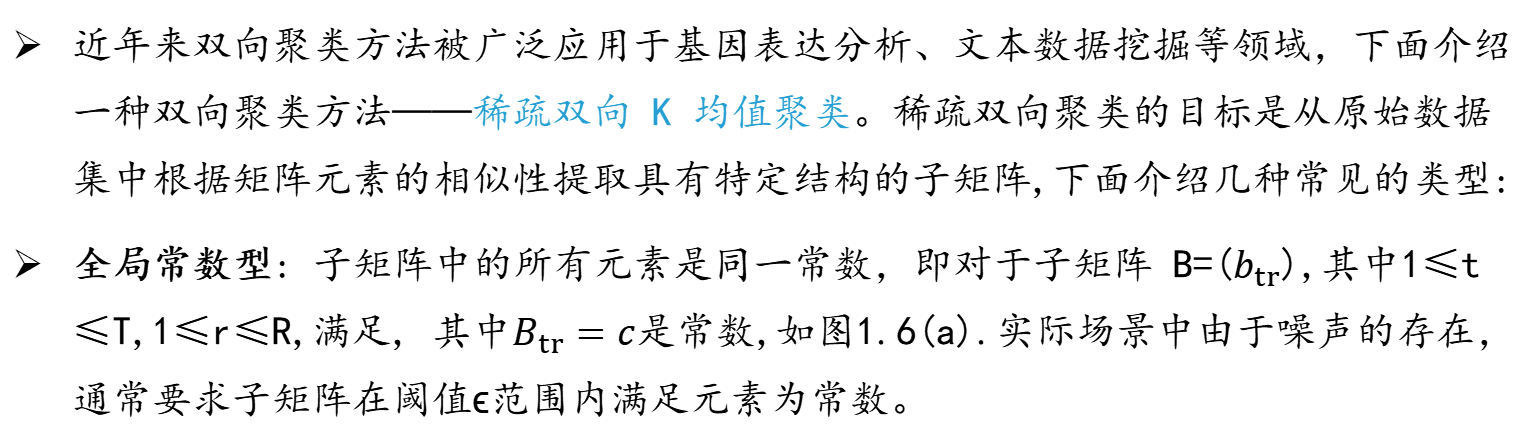 ➢ 近年来双向聚类方法被广泛应用于基因表达分析、文本数据挖掘等领域，下面介绍
一种双向聚类方法——稀疏双向 K 均值聚类。稀疏双向聚类的目标是从原始数据
集中根据矩阵元素的相似性提取具有特定结构的子矩阵,下面介绍几种常见的类型：
➢ 全局常数型：子矩阵中的所有元素是同一常数，即对于子矩阵 B=(b_tr),其中1≤t
≤T,1≤r≤R,满足，其中B_tr = c是常数,如图1.6(a).实际场景中由于噪声的存在，
通常要求子矩阵在阈值ϵ范围内满足元素为常数。